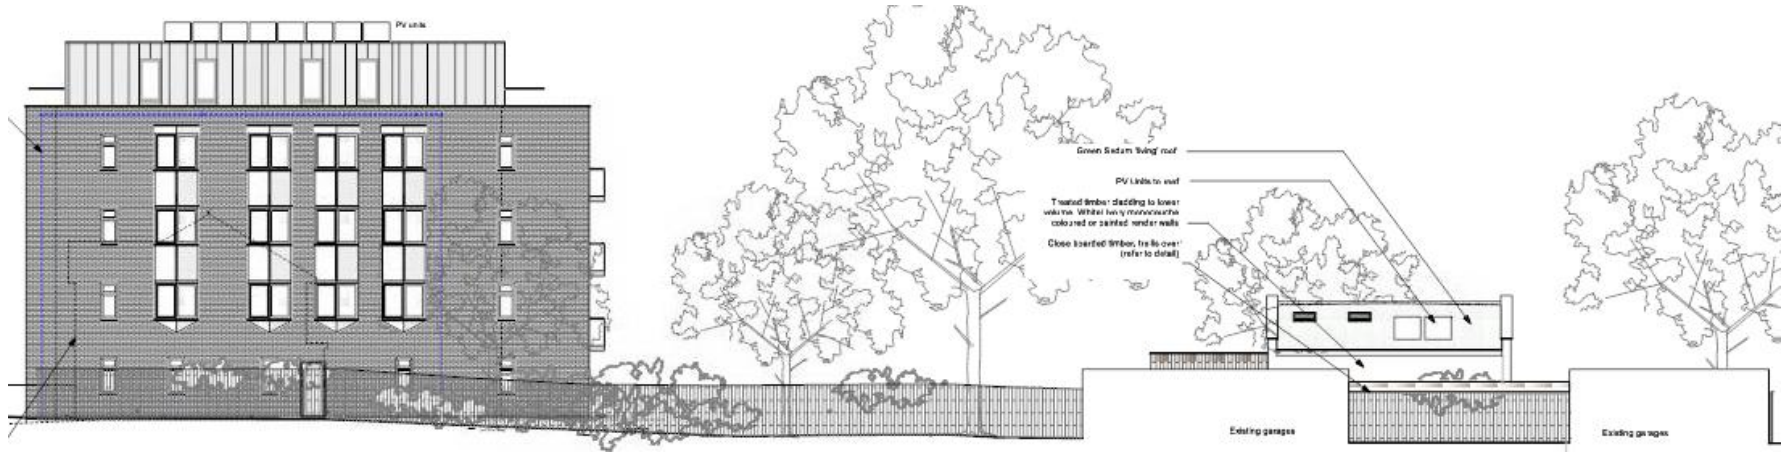 PV units
Green Sedum 'living' roof
PV Units to roof
Treated timber cladding to lower
volume. White/ ivory monocouche
coloured or painted render walls
Close boarded timber, trellis over
(refer to detail)
Existing garages
Existing garages